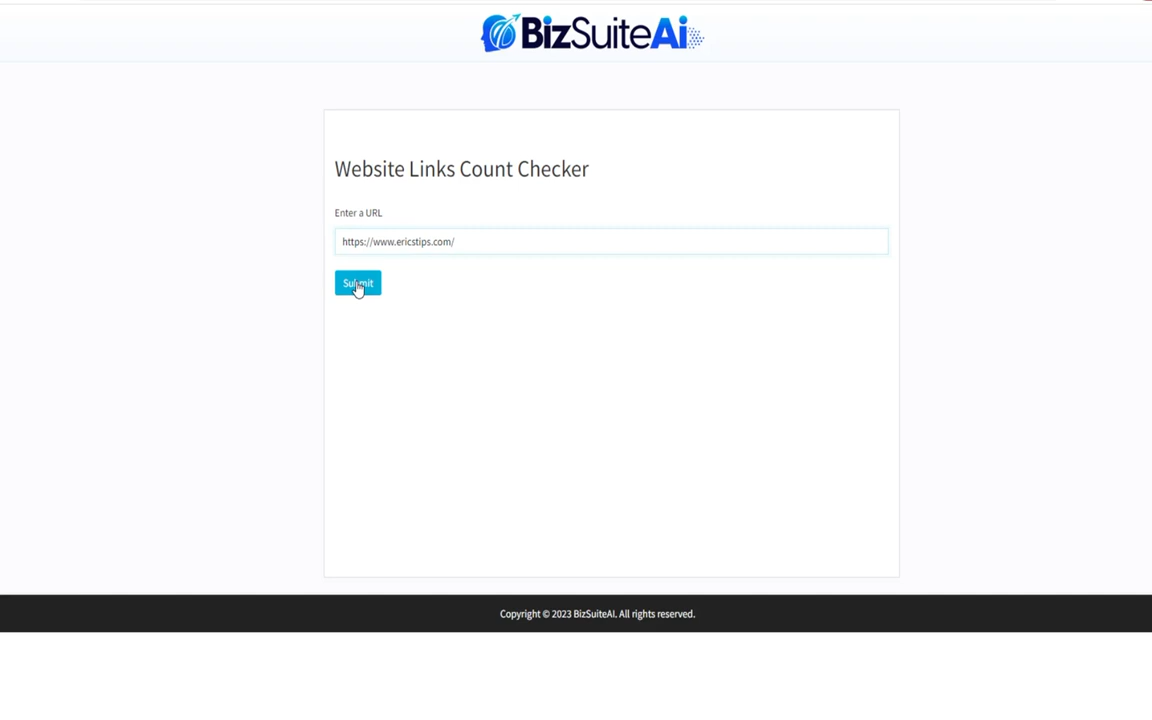 BizSuiteAi
Website Links Count Checker
Enter a URL
https://www.ericstips.com/
Submit
Copyright © 2023 BizSuiteAI. All rights reserved.